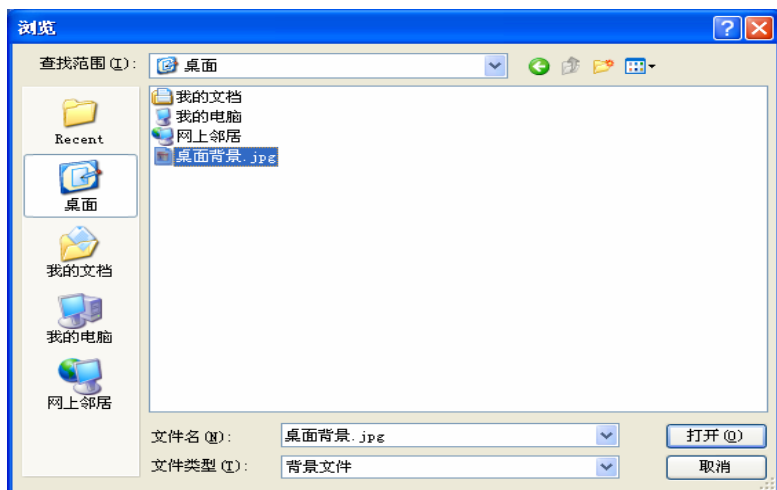 浏览
查找范围(I):
桌面
Recent
桌面
我的文档
我的电脑
网上邻居
我的文档
我的电脑
网上邻居
桌面背景.jpg
文件名(N):
桌面背景.jpg
打开(O)
文件类型(T):
背景文件
取消